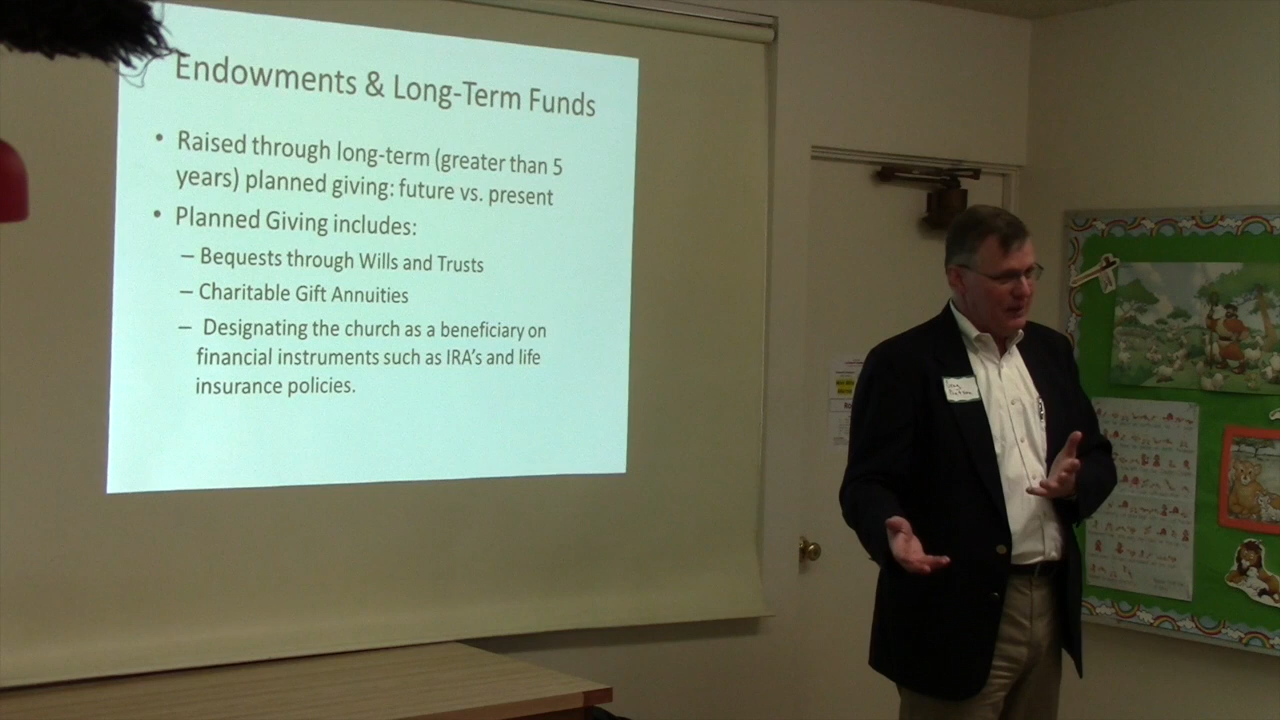 Endowments & Long-Term Funds
• Raised through long-term (greater than 5
years) planned giving: future vs. present
• Planned Giving includes:
– Bequests through Wills and Trusts
– Charitable Gift Annuities
– Designating the church as a beneficiary on
financial instruments such as IRA's and life
insurance policies.